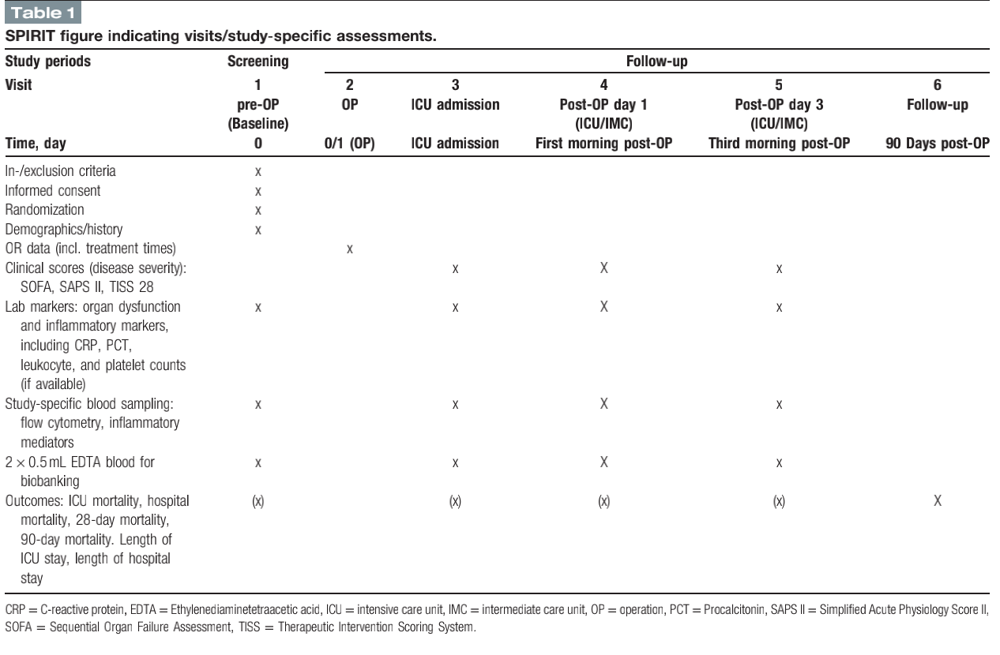 Table 1
SPIRIT figure indicating visits/study-specific assessments.
Study periods Screening Follow-up
Visit 1 2 3 4 5 6
pre-OP OP ICU admission Post-OP day 1 Post-OP day 3 Follow-up
(Baseline) (ICU/IMC) (ICU/IMC)
Time, day 0 0/1 (OP) ICU admission First morning post-OP Third morning post-OP 90 Days post-OP
In-/exclusion criteria x
Informed consent x
Randomization x
Demographics/history x
OR data (incl. treatment times) x
Clinical scores (disease severity): x X x
SOFA, SAPS II, TISS 28
Lab markers: organ dysfunction x x X x
and inflammatory markers,
including CRP, PCT,
leukocyte, and platelet counts
(if available)
Study-specific blood sampling: x x X x
flow cytometry, inflammatory
mediators
2 × 0.5 mL EDTA blood for x x X x
biobanking
Outcomes: ICU mortality, hospital (x) (x) (x) (x) X
mortality, 28-day mortality,
90-day mortality. Length of
ICU stay, length of hospital
stay
CRP = C-reactive protein, EDTA = Ethylenediaminetetraacetic acid, ICU = intensive care unit, IMC = intermediate care unit, OP = operation, PCT = Procalcitonin, SAPS II = Simplified Acute Physiology Score II,
SOFA = Sequential Organ Failure Assessment, TISS = Therapeutic Intervention Scoring System.